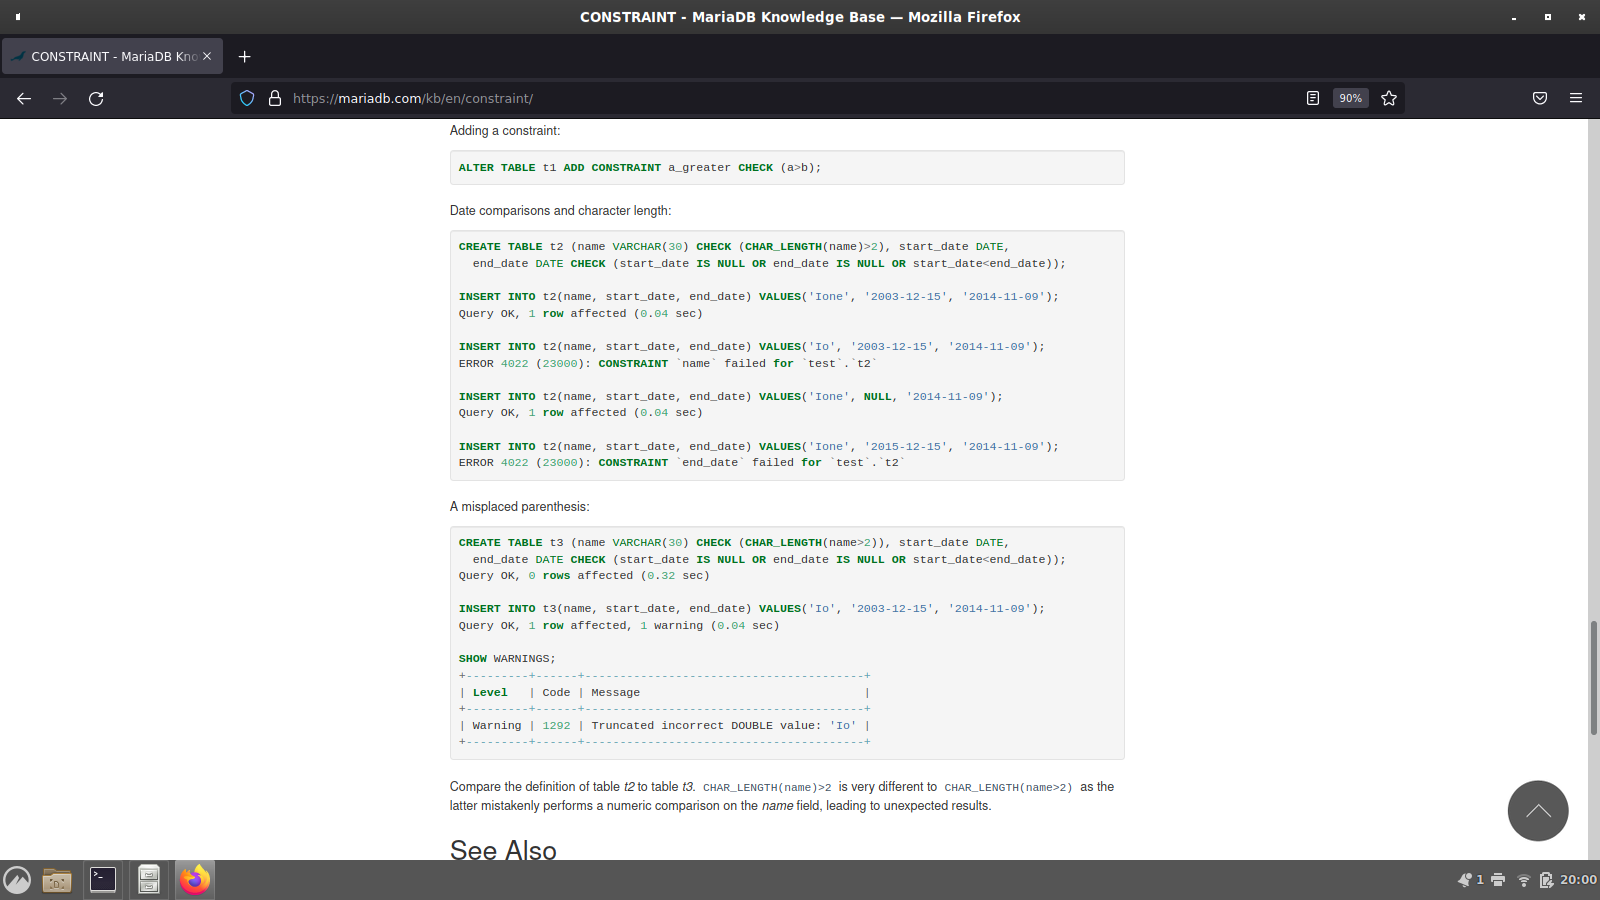 CONSTRAINT - MariaDB Knowledge Base — Mozilla Firefox
CONSTRAINT - MariaDB Kno
https://mariadb.com/kb/en/constraint/
90%
Adding a constraint:
ALTER TABLE t1 ADD CONSTRAINT a_greater CHECK (a>b);
Date comparisons and character length:
CREATE TABLE t2 (name VARCHAR(30) CHECK (CHAR_LENGTH(name)>2), start_date DATE,
  end_date DATE CHECK (start_date IS NULL OR end_date IS NULL OR start_date<end_date));
INSERT INTO t2(name, start_date, end_date) VALUES('Ione', '2003-12-15', '2014-11-09');
Query OK, 1 row affected (0.04 sec)
INSERT INTO t2(name, start_date, end_date) VALUES('Io', '2003-12-15', '2014-11-09');
ERROR 4022 (23000): CONSTRAINT `name` failed for `test`.`t2`
INSERT INTO t2(name, start_date, end_date) VALUES('Ione', NULL, '2014-11-09');
Query OK, 1 row affected (0.04 sec)
INSERT INTO t2(name, start_date, end_date) VALUES('Ione', '2015-12-15', '2014-11-09');
ERROR 4022 (23000): CONSTRAINT `end_date` failed for `test`.`t2`
A misplaced parenthesis:
CREATE TABLE t3 (name VARCHAR(30) CHECK (CHAR_LENGTH(name>2)), start_date DATE,
  end_date DATE CHECK (start_date IS NULL OR end_date IS NULL OR start_date<end_date));
Query OK, 0 rows affected (0.32 sec)
INSERT INTO t3(name, start_date, end_date) VALUES('Io', '2003-12-15', '2014-11-09');
Query OK, 1 row affected, 1 warning (0.04 sec)
SHOW WARNINGS;
+---------+------+----------------------------------------+
| Level   | Code | Message                                |
+---------+------+----------------------------------------+
| Warning | 1292 | Truncated incorrect DOUBLE value: 'Io' |
+---------+------+----------------------------------------+
Compare the definition of table t2 to table t3. CHAR_LENGTH(name)>2 is very different to CHAR_LENGTH(name>2) as the
latter mistakenly performs a numeric comparison on the name field, leading to unexpected results.
See Also
1
20:00